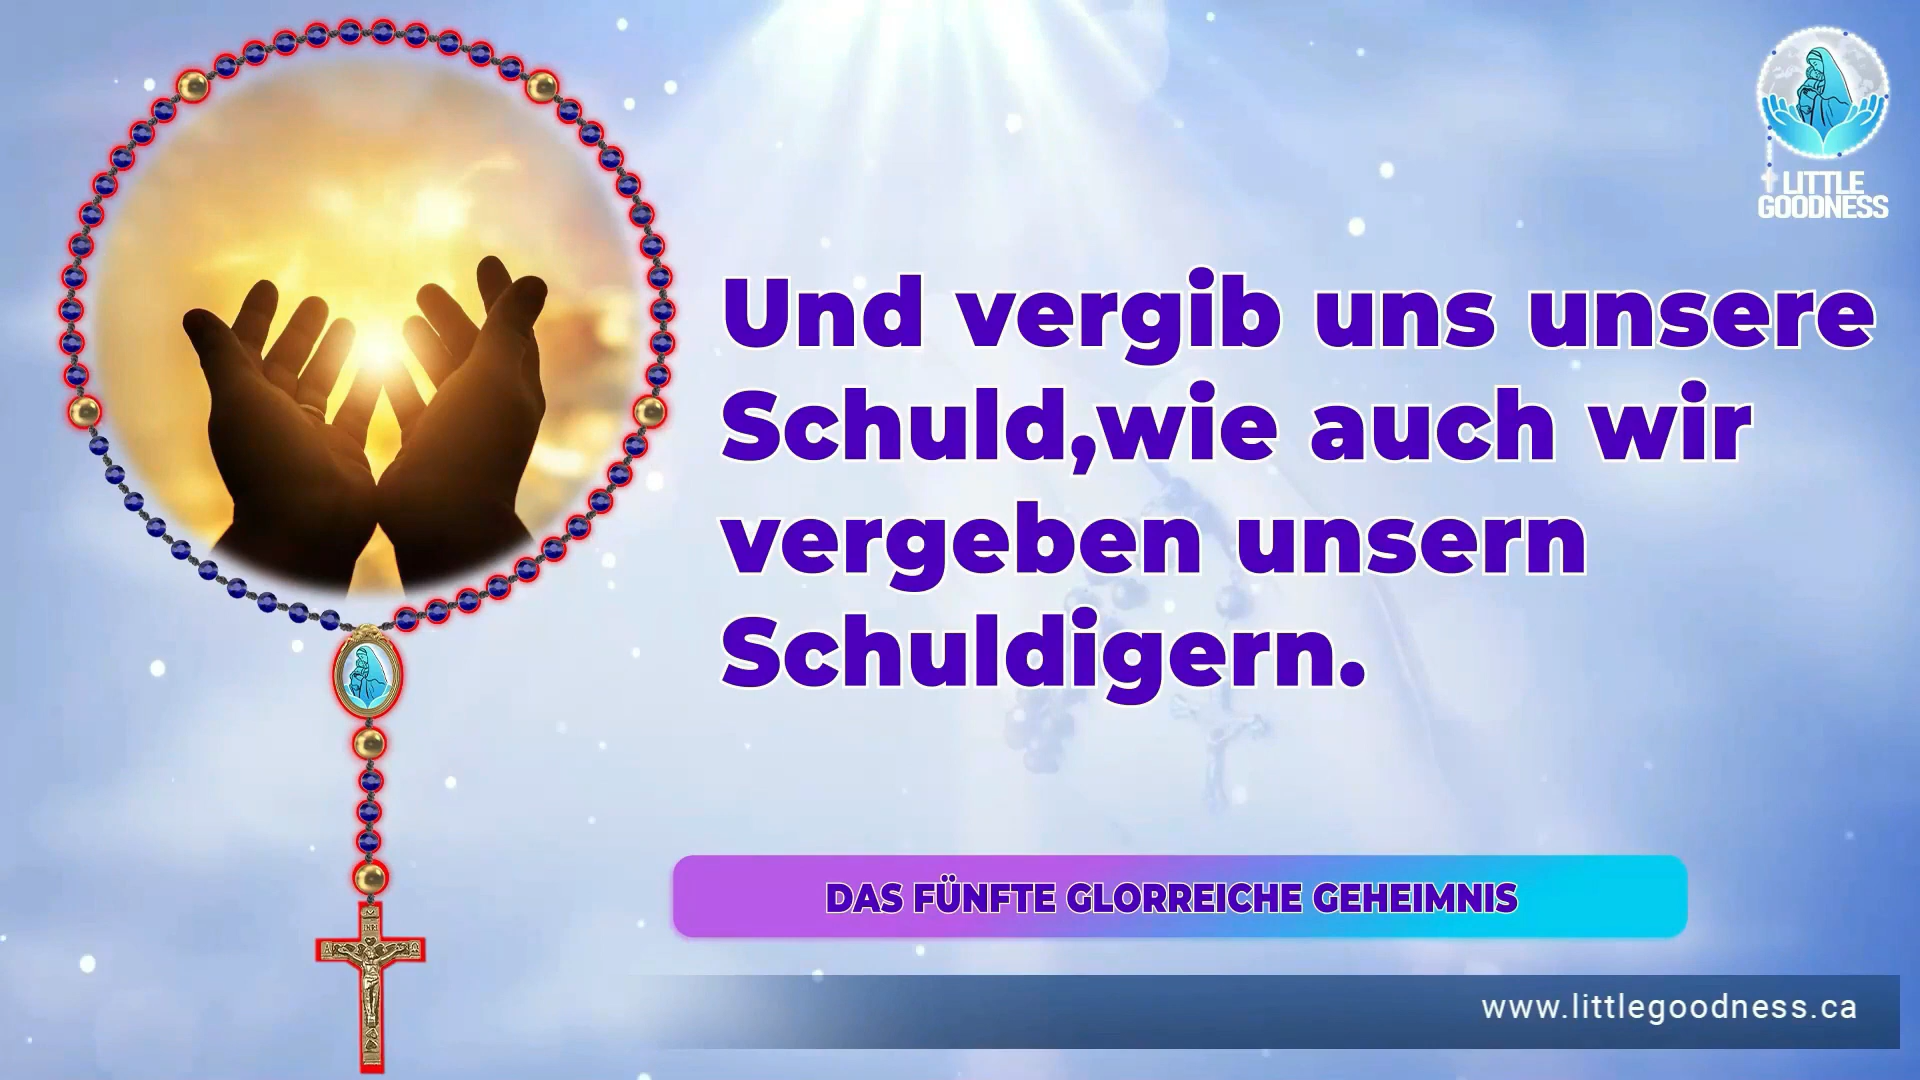 LITTLE
GOODNESS
Und vergib uns unsere
Schuld,wie auch wir
vergeben unsern
Schuldigern.
DAS FÜNFTE GLORREICHE GEHEIMNIS
www.littlegoodness.ca